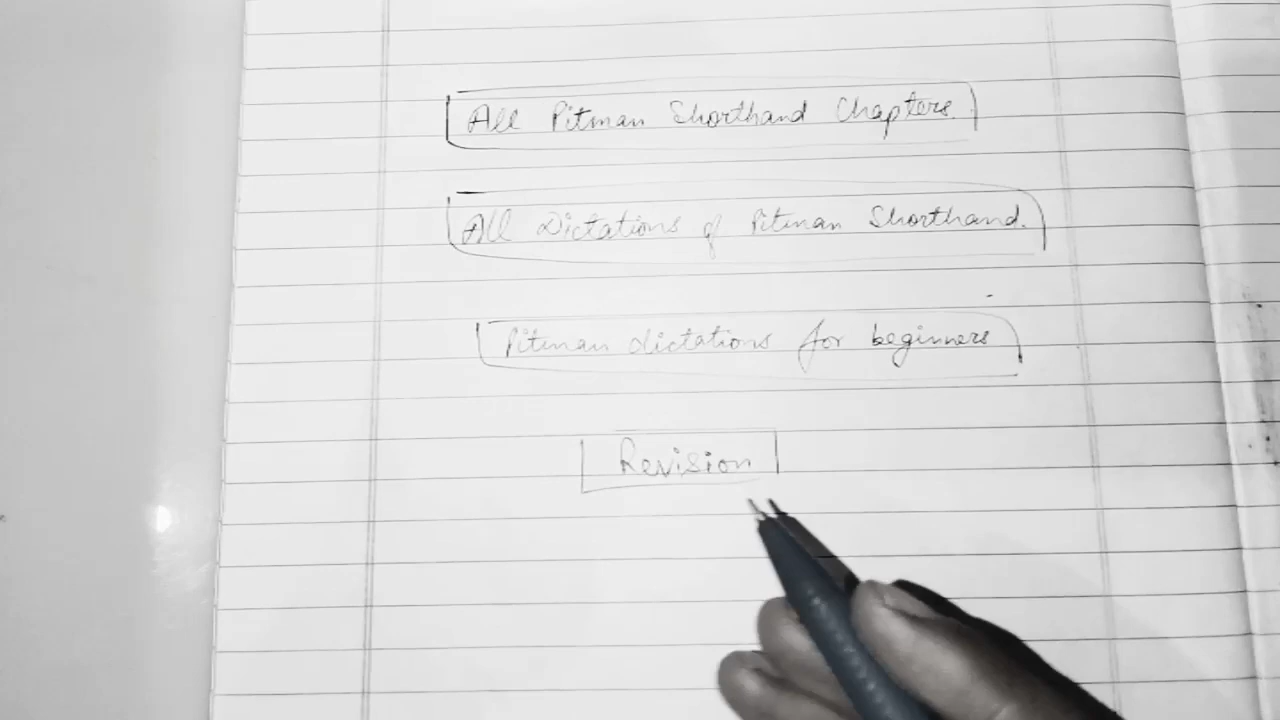 All Pitman Shorthand Chapters.
All Dictations of Pitman Shorthand.
Pitman dictations for beginners
Revision